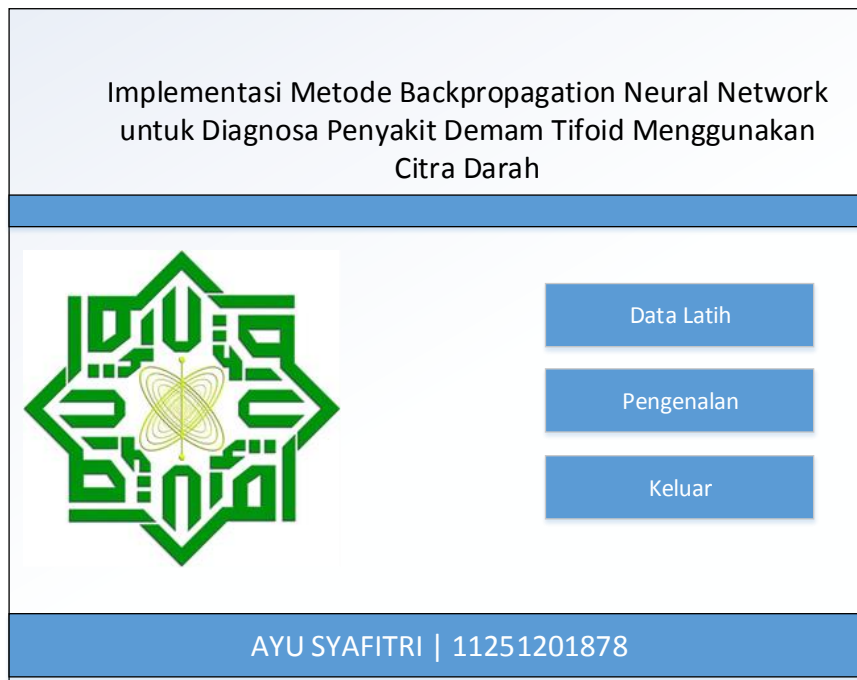 Implementasi Metode Backpropagation Neural Network
untuk Diagnosa Penyakit Demam Tifoid Menggunakan
Citra Darah
Data Latih
Pengenalan
Keluar
AYU SYAFITRI | 11251201878